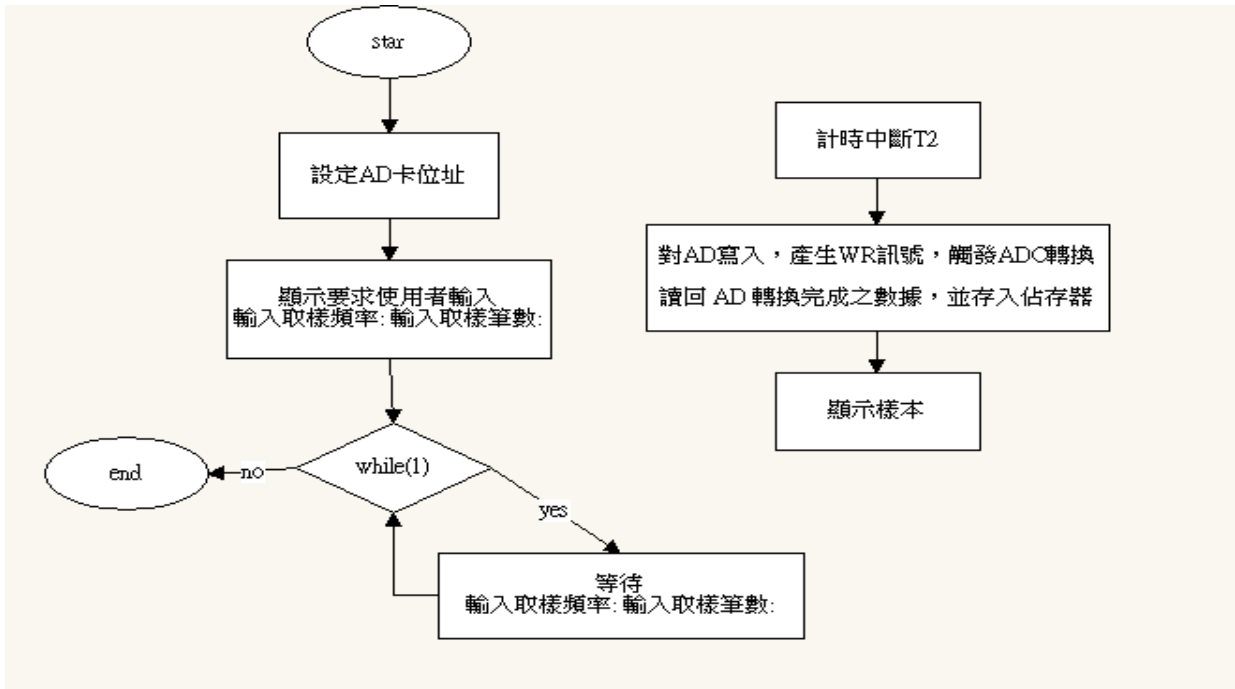 star
設定AD卡位址
顯示要求使用者輸入
輸入取樣頻率: 輸入取樣筆數:
while(1)
no
end
yes
等待
輸入取樣頻率: 輸入取樣筆數:
計時中斷T2
對AD寫入，產生WR訊號，觸發ADC轉換
讀回 AD 轉換完成之數據，並存入佔存器
顯示樣本